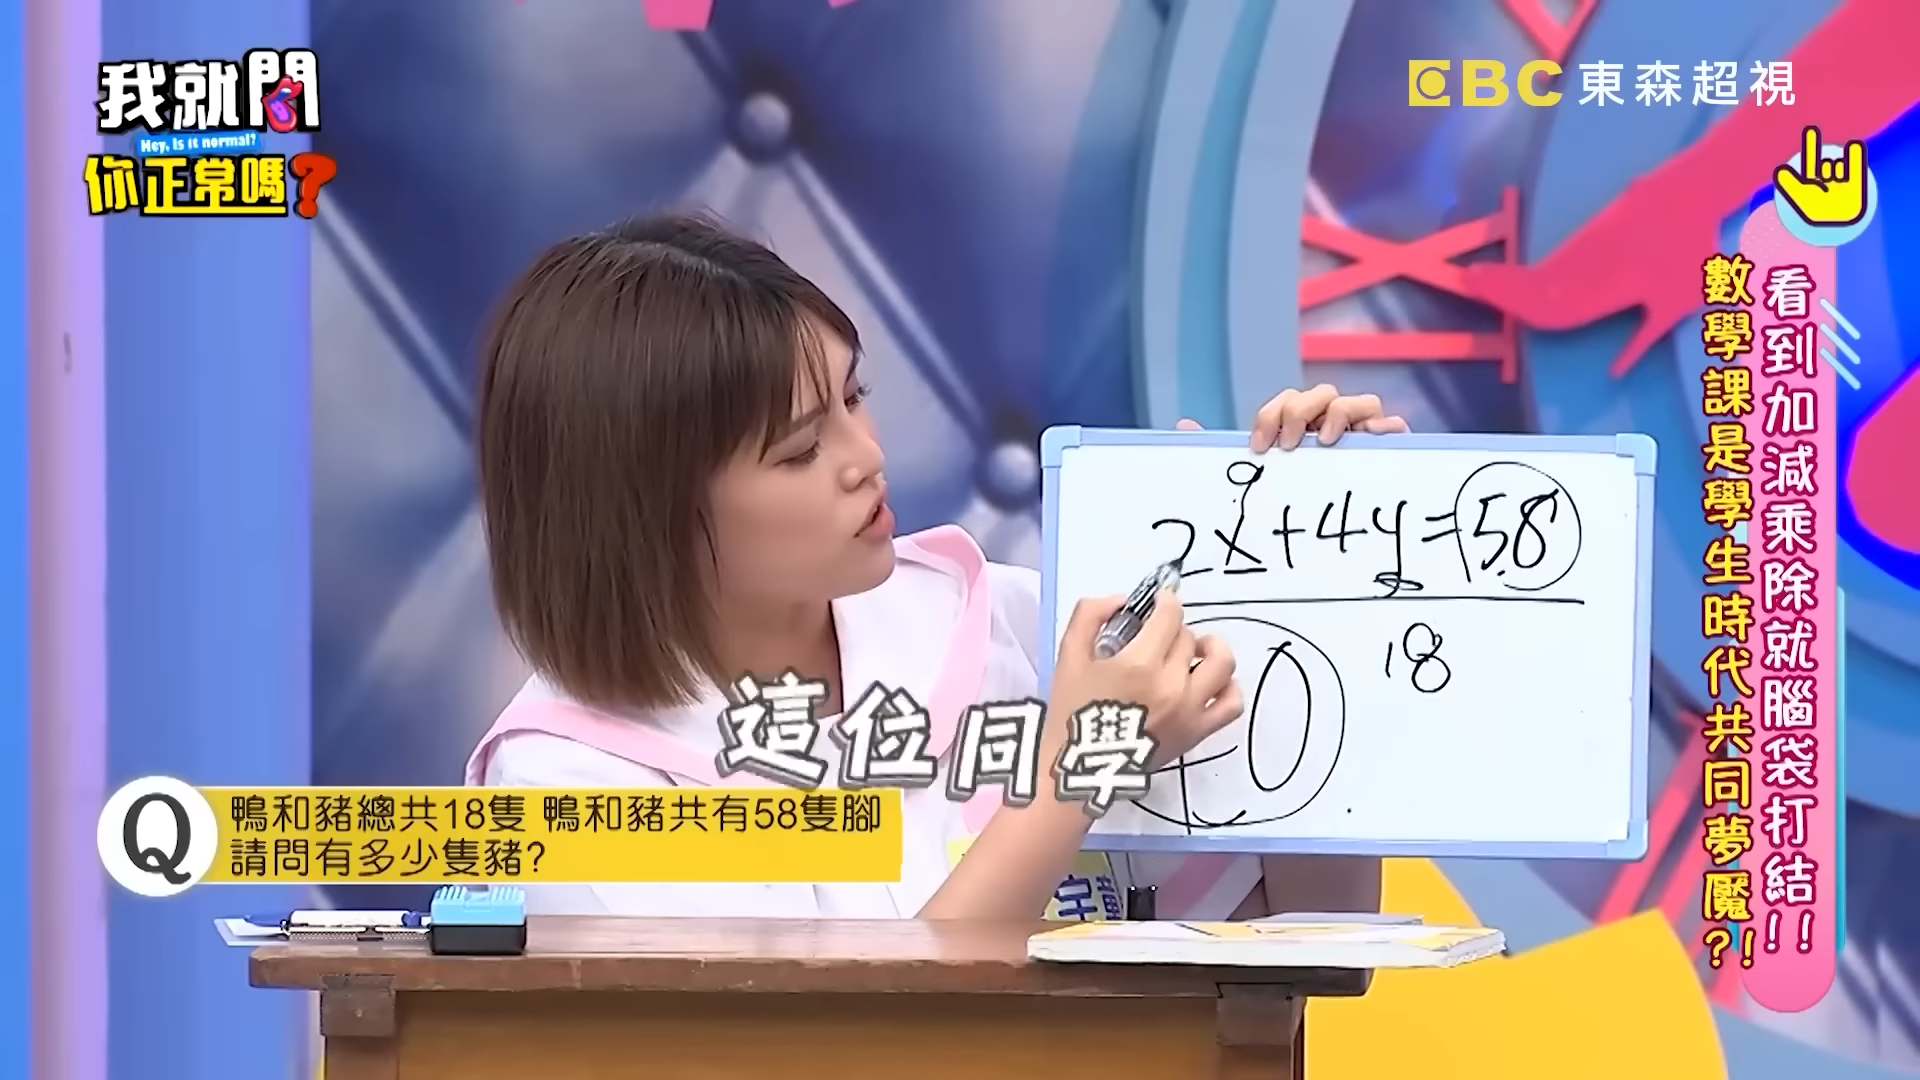 我就問
Hey, is it normal?
你正常嗎?
EBC 東森超視
看到加減乘除就腦袋打結!!
數學課是學生時代共同夢魘?!
2x+4y=58
18
10
這位同學
Q
鴨和豬總共18隻 鴨和豬共有58隻腳
請問有多少隻豬?